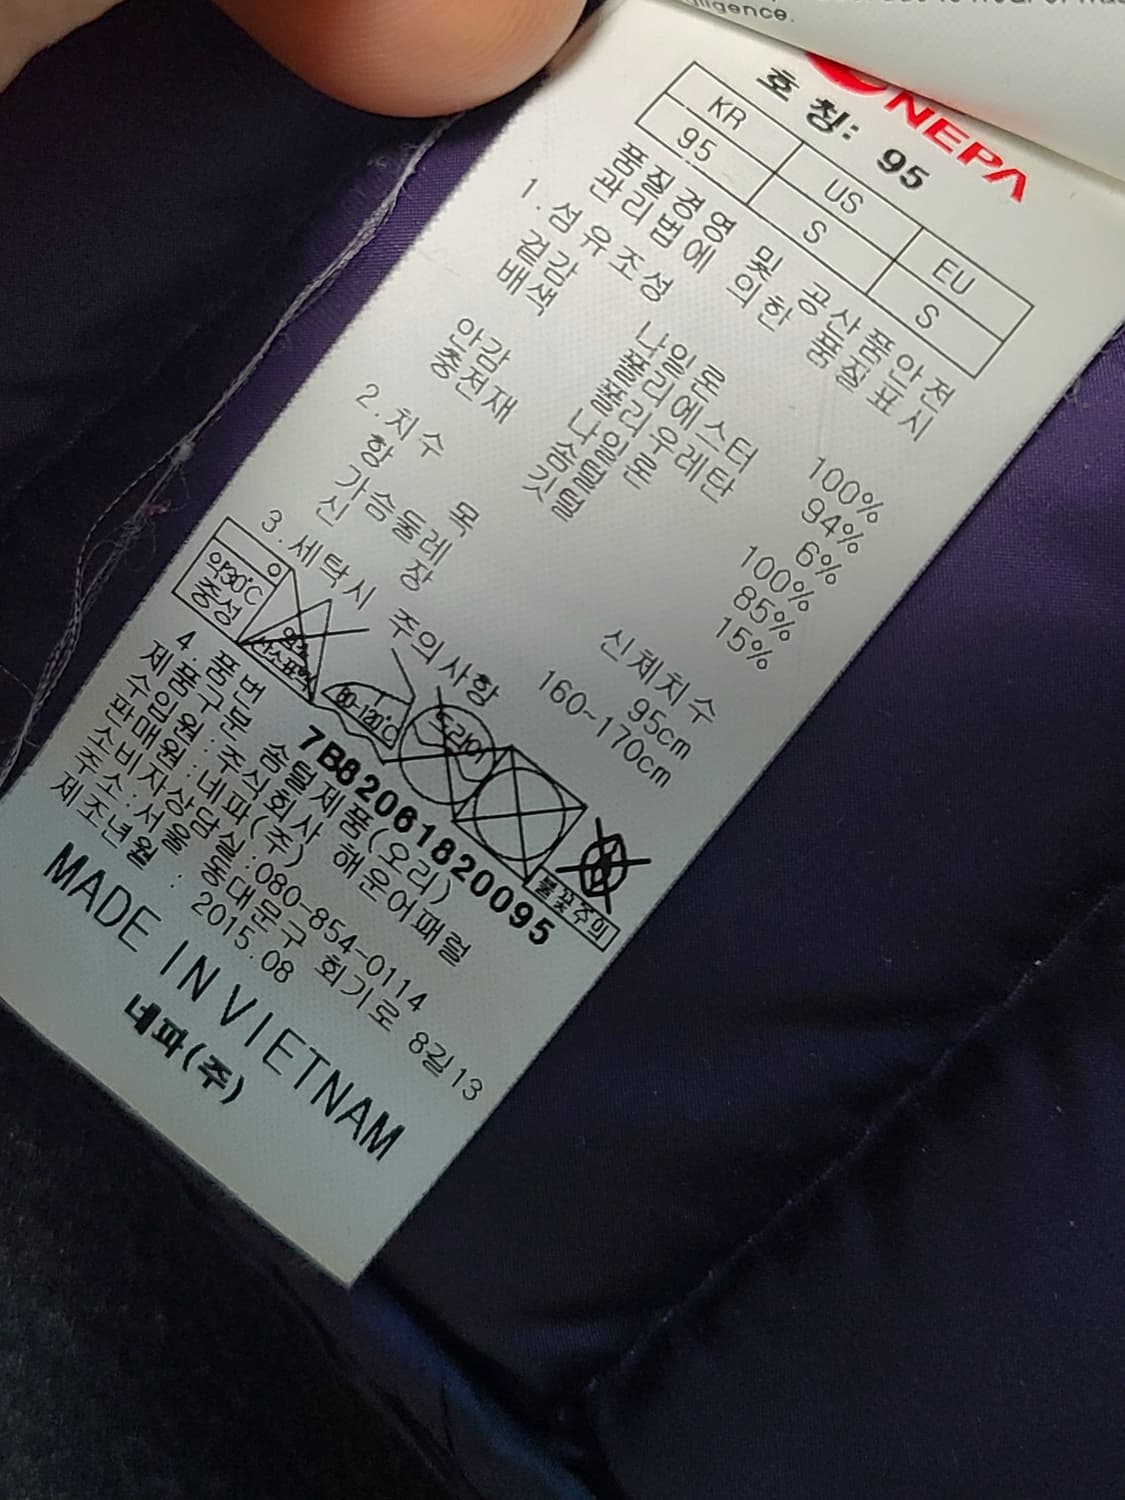 lligence.
NEPA
호 칭: 95
KR US EU
95 S S
품질경영 및 공산품안전
관리법에 의한 품질표시
1.섬유조성
겉감 나일론 100%
배색 폴리에스터 94%
폴리우레탄 6%
안감 나일론 100%
충전재 솜털 85%
깃털 15%
2.치수
항 목 신체치수
가슴둘레 95cm
신 장 160~170cm
3.세탁시 주의사항
약30℃
중성
80-120℃
드라이
불꽃주의
4.품번 7B82061820095
제품구분 솜털제품(오리)
수입원:주식회사 해운어패럴
판매원:네파(주)
소비자상담실:080-854-0114
주소:서울 동대문구 회기로 8길13
제조년월 : 2015.08
MADE IN VIETNAM
네파(주)